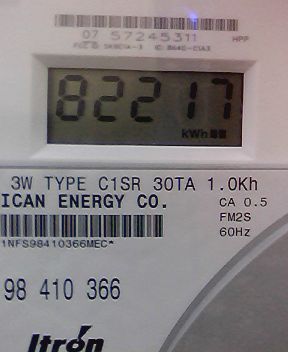 07 57245311 HPP
82217
kWh
3W TYPE C1SR 30TA 1.0Kh
ICAN ENERGY CO. CA 0.5
FM2S
60Hz
1NFS98410366MEC*
98 410 366
Itron